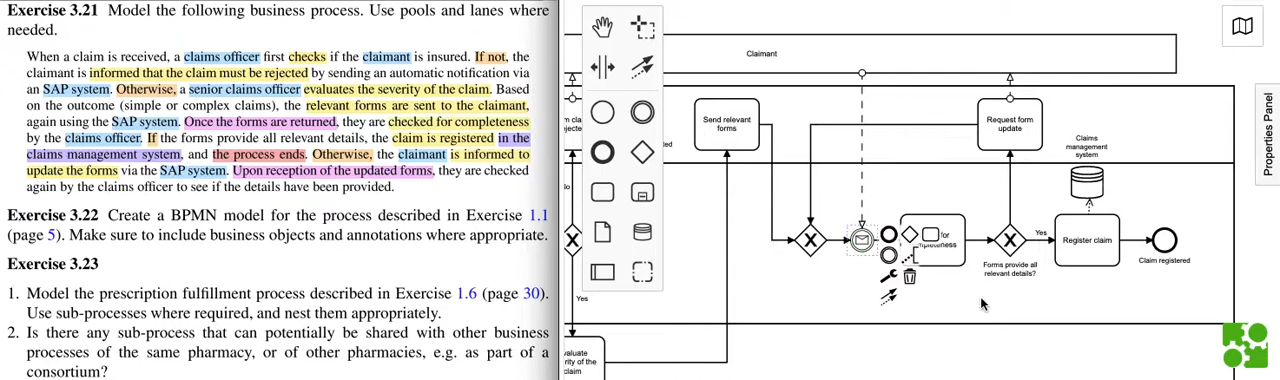 Exercise 3.21 Model the following business process. Use pools and lanes where
needed.
When a claim is received, a claims officer first checks if the claimant is insured. If not, the
claimant is informed that the claim must be rejected by sending an automatic notification via
an SAP system. Otherwise, a senior claims officer evaluates the severity of the claim. Based
on the outcome (simple or complex claims), the relevant forms are sent to the claimant,
again using the SAP system. Once the forms are returned, they are checked for completeness
by the claims officer. If the forms provide all relevant details, the claim is registered in the
claims management system, and the process ends. Otherwise, the claimant is informed to
update the forms via the SAP system. Upon reception of the updated forms, they are checked
again by the claims officer to see if the details have been provided.
Exercise 3.22 Create a BPMN model for the process described in Exercise 1.1
(page 5). Make sure to include business objects and annotations where appropriate.
Exercise 3.23
1. Model the prescription fulfillment process described in Exercise 1.6 (page 30).
Use sub-processes where required, and nest them appropriately.
2. Is there any sub-process that can potentially be shared with other business
processes of the same pharmacy, or of other pharmacies, e.g. as part of a
consortium?
Claimant
Send relevant
forms
Request form
update
Claims
management
system
for
Register claim
Yes
Forms provide all
relevant details?
Claim registered
Yes
of the
claim
Properties Panel